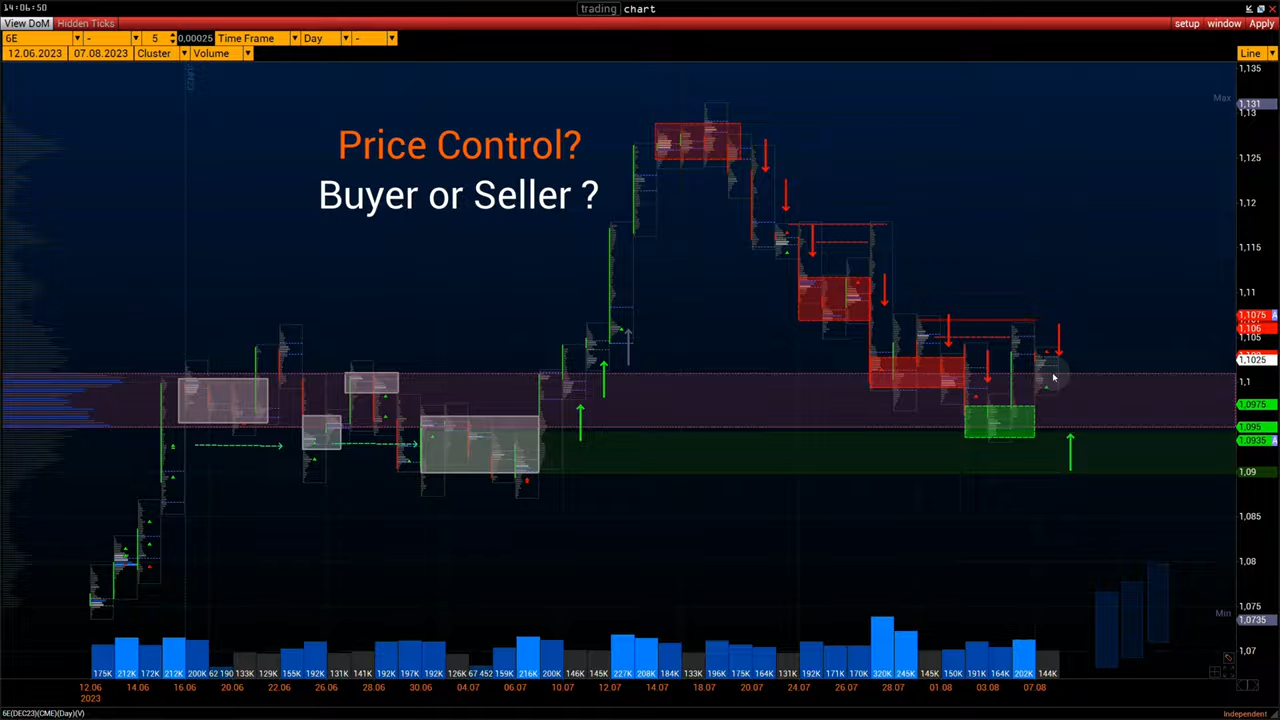 14:06:50
trading chart
View DoM Hidden Ticks setup window Apply
6E - 5 0,00025 Time Frame Day -
12.06.2023 07.08.2023 Cluster Volume Line
1,135
Max
1,131
1,13
Price Control?
1,125
Buyer or Seller ?
1,12
1,115
1,11
1,1075
1,106
1,105
1,1025
1,1
1,0975
1,095
1,0935
1,09
1,085
1,08
1,075
Min
1,0735
1,07
175K 212K 172K 212K 200K 62 190 133K 129K 155K 192K 131K 141K 192K 197K 192K 126K 67 452 159K 216K 200K 146K 145K 227K 208K 184K 133K 196K 175K 164K 192K 171K 170K 320K 245K 145K 150K 191K 164K 202K 144K
12.06 14.06 16.06 20.06 22.06 26.06 28.06 30.06 04.07 06.07 10.07 12.07 14.07 18.07 20.07 24.07 26.07 28.07 01.08 03.08 07.08
2023
6E(DEC23)(CME)(Day)(V) Independent